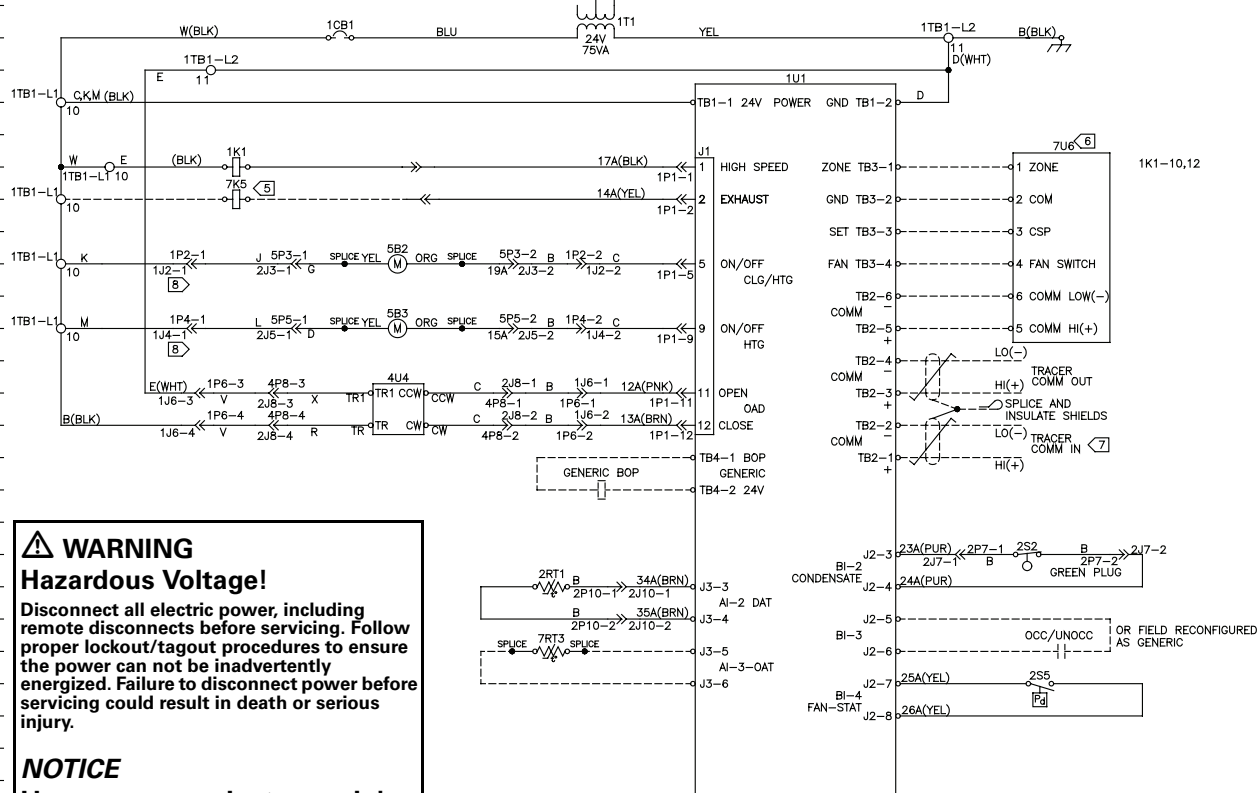 1T1
W(BLK) 1CB1 BLU 24V YEL 1TB1-L2 B(BLK)
75VA
11
D(WHT)
1TB1-L2
E 11
1U1
1TB1-L1 C,K,M (BLK) TB1-1 24V POWER GND TB1-2 D
10
J1
7U6 6
W E (BLK) 1K1 17A(BLK) 1 HIGH SPEED ZONE TB3-1 1 ZONE 1K1-10,12
1TB1-L1 10 1P1-1
7K5 5
1TB1-L1 14A(YEL) 2 EXHAUST GND TB3-2 2 COM
10 1P1-2
SET TB3-3 3 CSP
1TB1-L1 K 1P2-1 J 5P3-1 SPLICE YEL 5B2 M ORG SPLICE 5P3-2 B 1P2-2 C 5 ON/OFF FAN TB3-4 4 FAN SWITCH
10 1J2-1 2J3-1 G 19A 2J3-2 1J2-2 1P1-5 CLG/HTG
8
TB2-6 6 COMM LOW(-)
COMM -
1TB1-L1 M 1P4-1 L 5P5-1 SPLICE YEL 5B3 M ORG SPLICE 5P5-2 B 1P4-2 C 9 ON/OFF TB2-5 5 COMM HI(+)
10 1J4-1 2J5-1 D 15A 2J5-2 1J4-2 1P1-9 HTG +
8
TB2-4 LO(-)
COMM - TRACER
COMM OUT
4U4
E(WHT) 1P6-3 4P8-3 TR1 TR1 CCW CCW C 2J8-1 B 1J6-1 12A(PNK) 11 OPEN TB2-3 HI(+)
1J6-3 V 2J8-3 X 4P8-1 1P6-1 1P1-11 +
OAD SPLICE AND
INSULATE SHIELDS
B(BLK) 1P6-4 4P8-4 TR TR CW CW C 2J8-2 B 1J6-2 13A(BRN) 12 CLOSE TB2-2 LO(-)
1J6-4 V 2J8-4 R 4P8-2 1P6-2 1P1-12 COMM - TRACER
COMM IN 7
TB4-1 BOP TB2-1 HI(+)
GENERIC BOP GENERIC +
TB4-2 24V
⚠ WARNING
Hazardous Voltage!
Disconnect all electric power, including
remote disconnects before servicing. Follow
proper lockout/tagout procedures to ensure
the power can not be inadvertently
energized. Failure to disconnect power before
servicing could result in death or serious
injury.
NOTICE
J2-3 23A(PUR) 2P7-1 2S2 B 2J7-2
BI-2 2J7-1 B 2P7-2
CONDENSATE GREEN PLUG
J2-4 24A(PUR)
2RT1 B 34A(BRN) J3-3
2P10-1 2J10-1
AI-2 DAT
B 35A(BRN) J3-4
2P10-2 2J10-2
J2-5
BI-3 OCC/UNOCC OR FIELD RECONFIGURED
AS GENERIC
J2-6
SPLICE 7RT3 SPLICE J3-5
AI-3-OAT
J3-6
J2-7 25A(YEL) 2S5
BI-4 Pd
FAN-STAT
J2-8 26A(YEL)